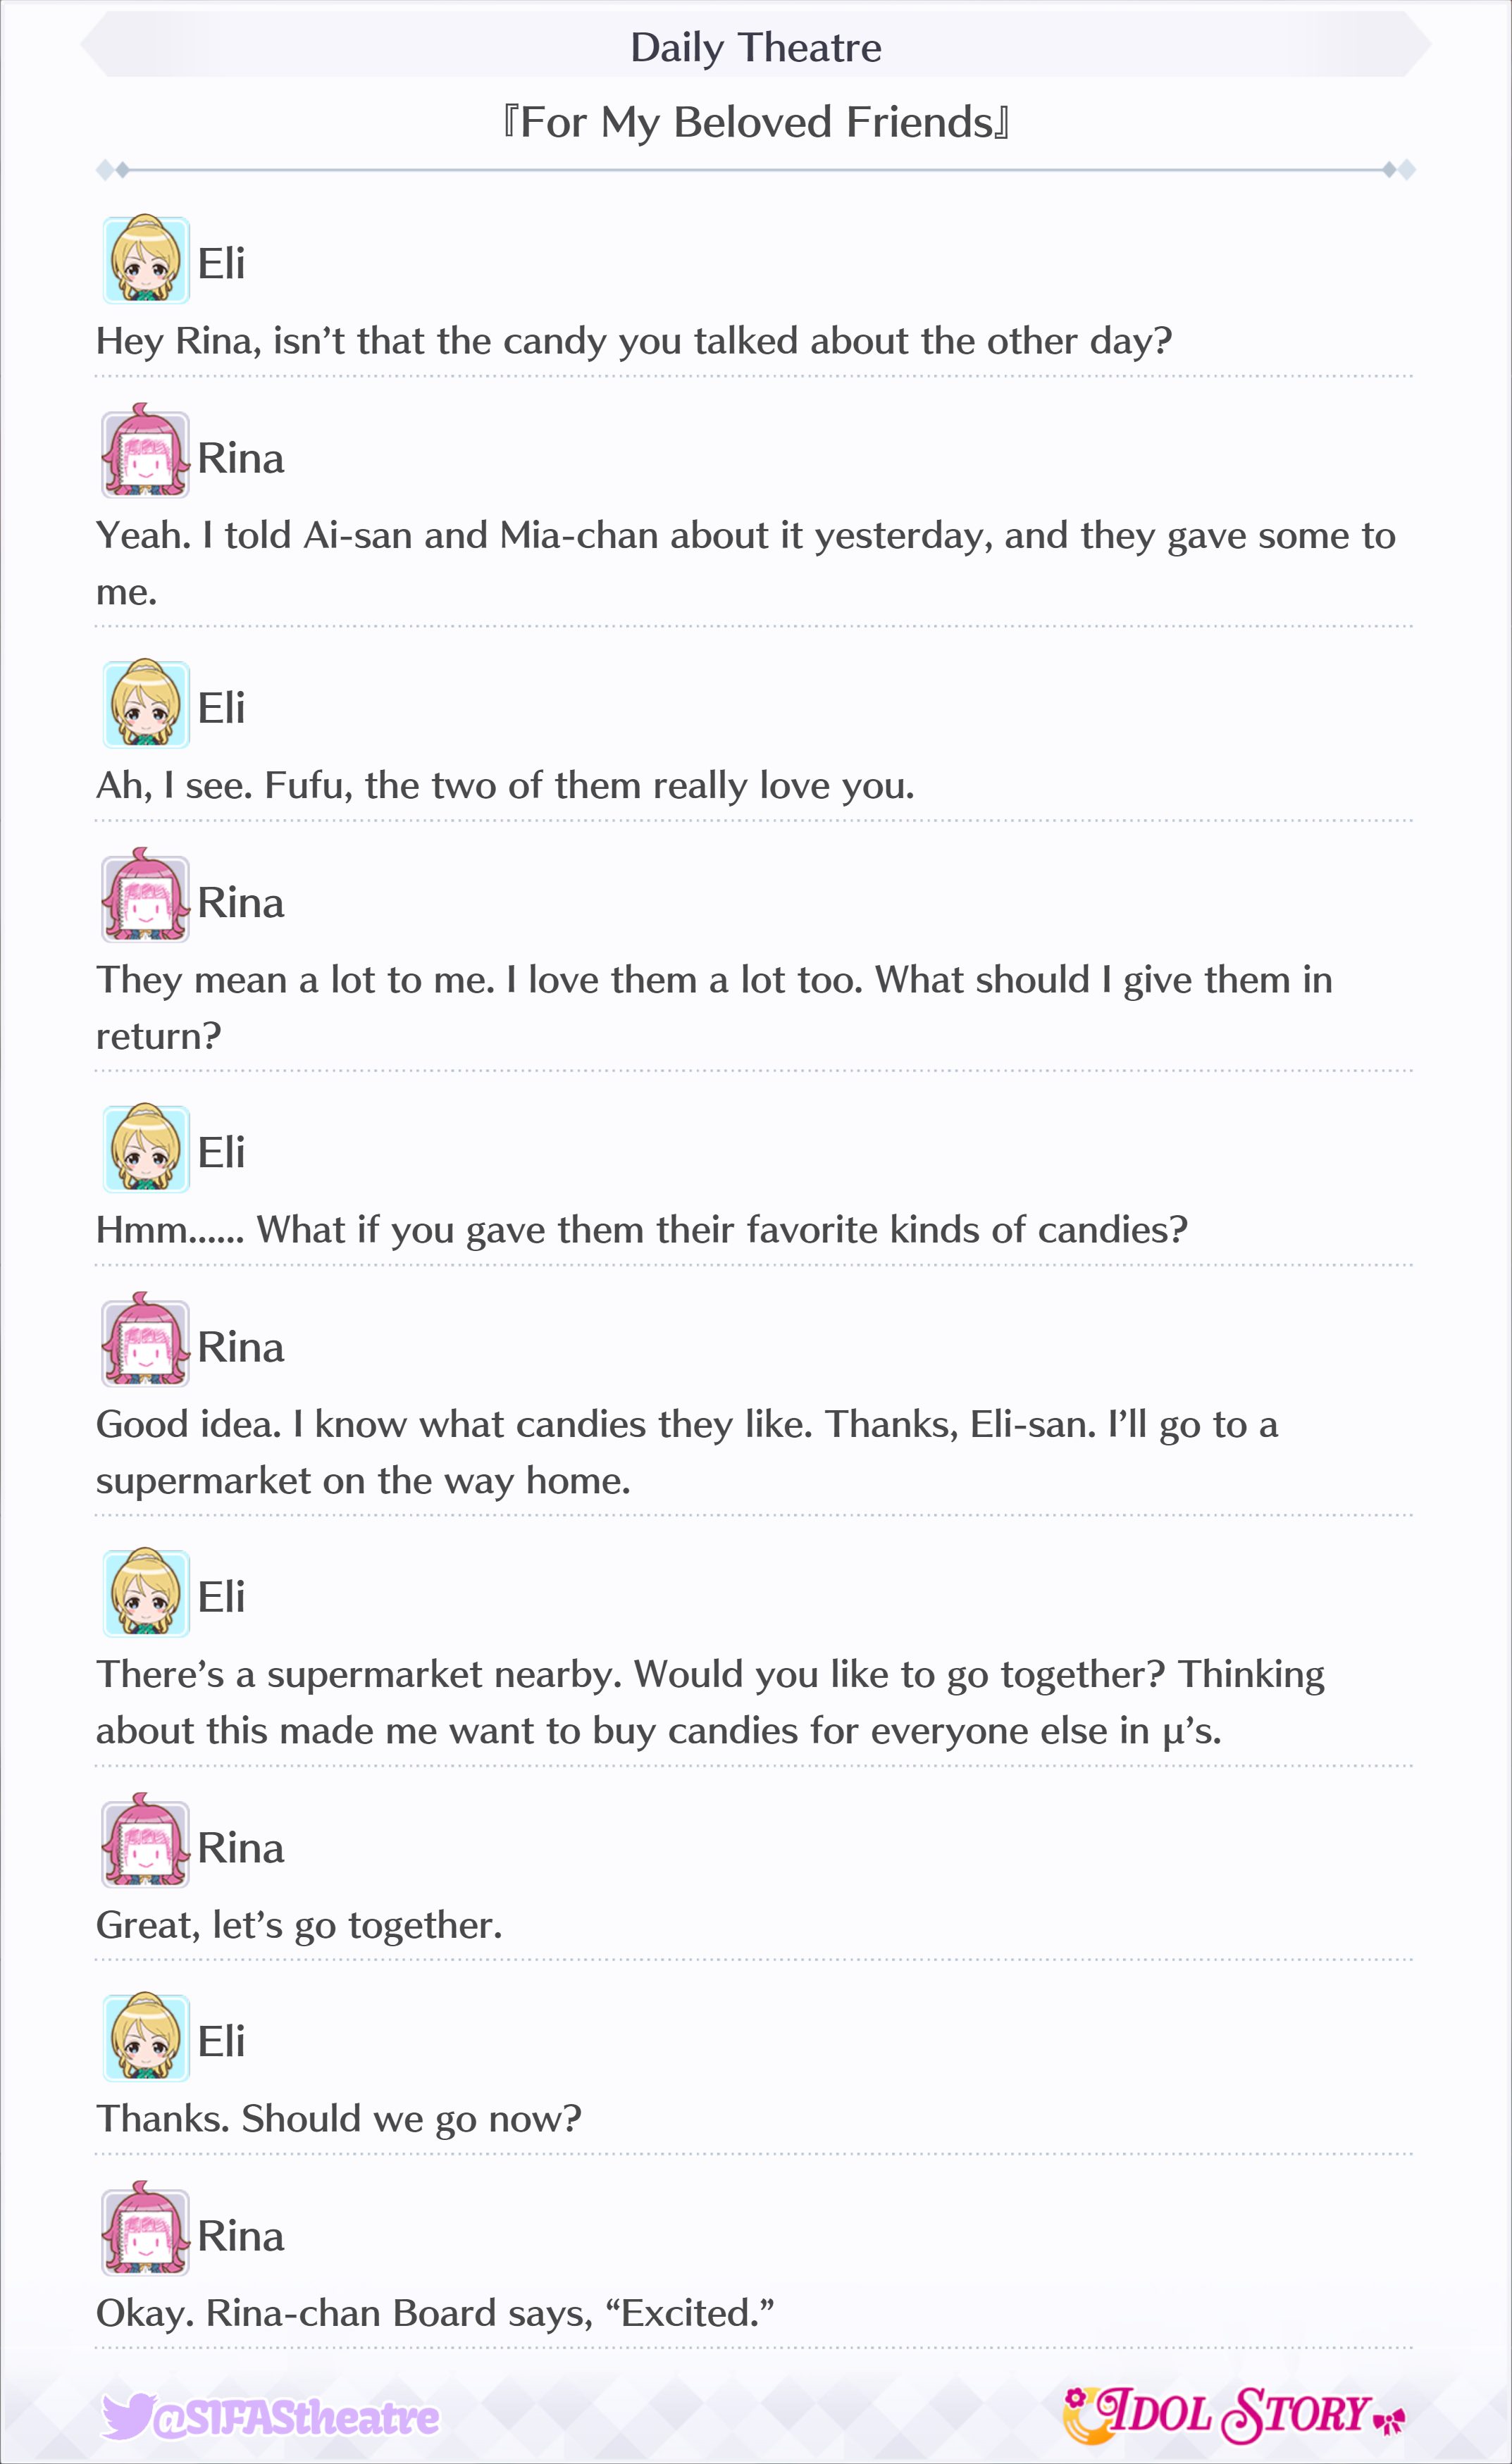 Daily Theatre
『For My Beloved Friends』
Eli
Hey Rina, isn’t that the candy you talked about the other day?
Rina
Yeah. I told Ai-san and Mia-chan about it yesterday, and they gave some to
me.
Eli
Ah, I see. Fufu, the two of them really love you.
Rina
They mean a lot to me. I love them a lot too. What should I give them in
return?
Eli
Hmm...... What if you gave them their favorite kinds of candies?
Rina
Good idea. I know what candies they like. Thanks, Eli-san. I’ll go to a
supermarket on the way home.
Eli
There’s a supermarket nearby. Would you like to go together? Thinking
about this made me want to buy candies for everyone else in μ’s.
Rina
Great, let’s go together.
Eli
Thanks. Should we go now?
Rina
Okay. Rina-chan Board says, “Excited.”
@SIFAStheatre
IDOL STORY